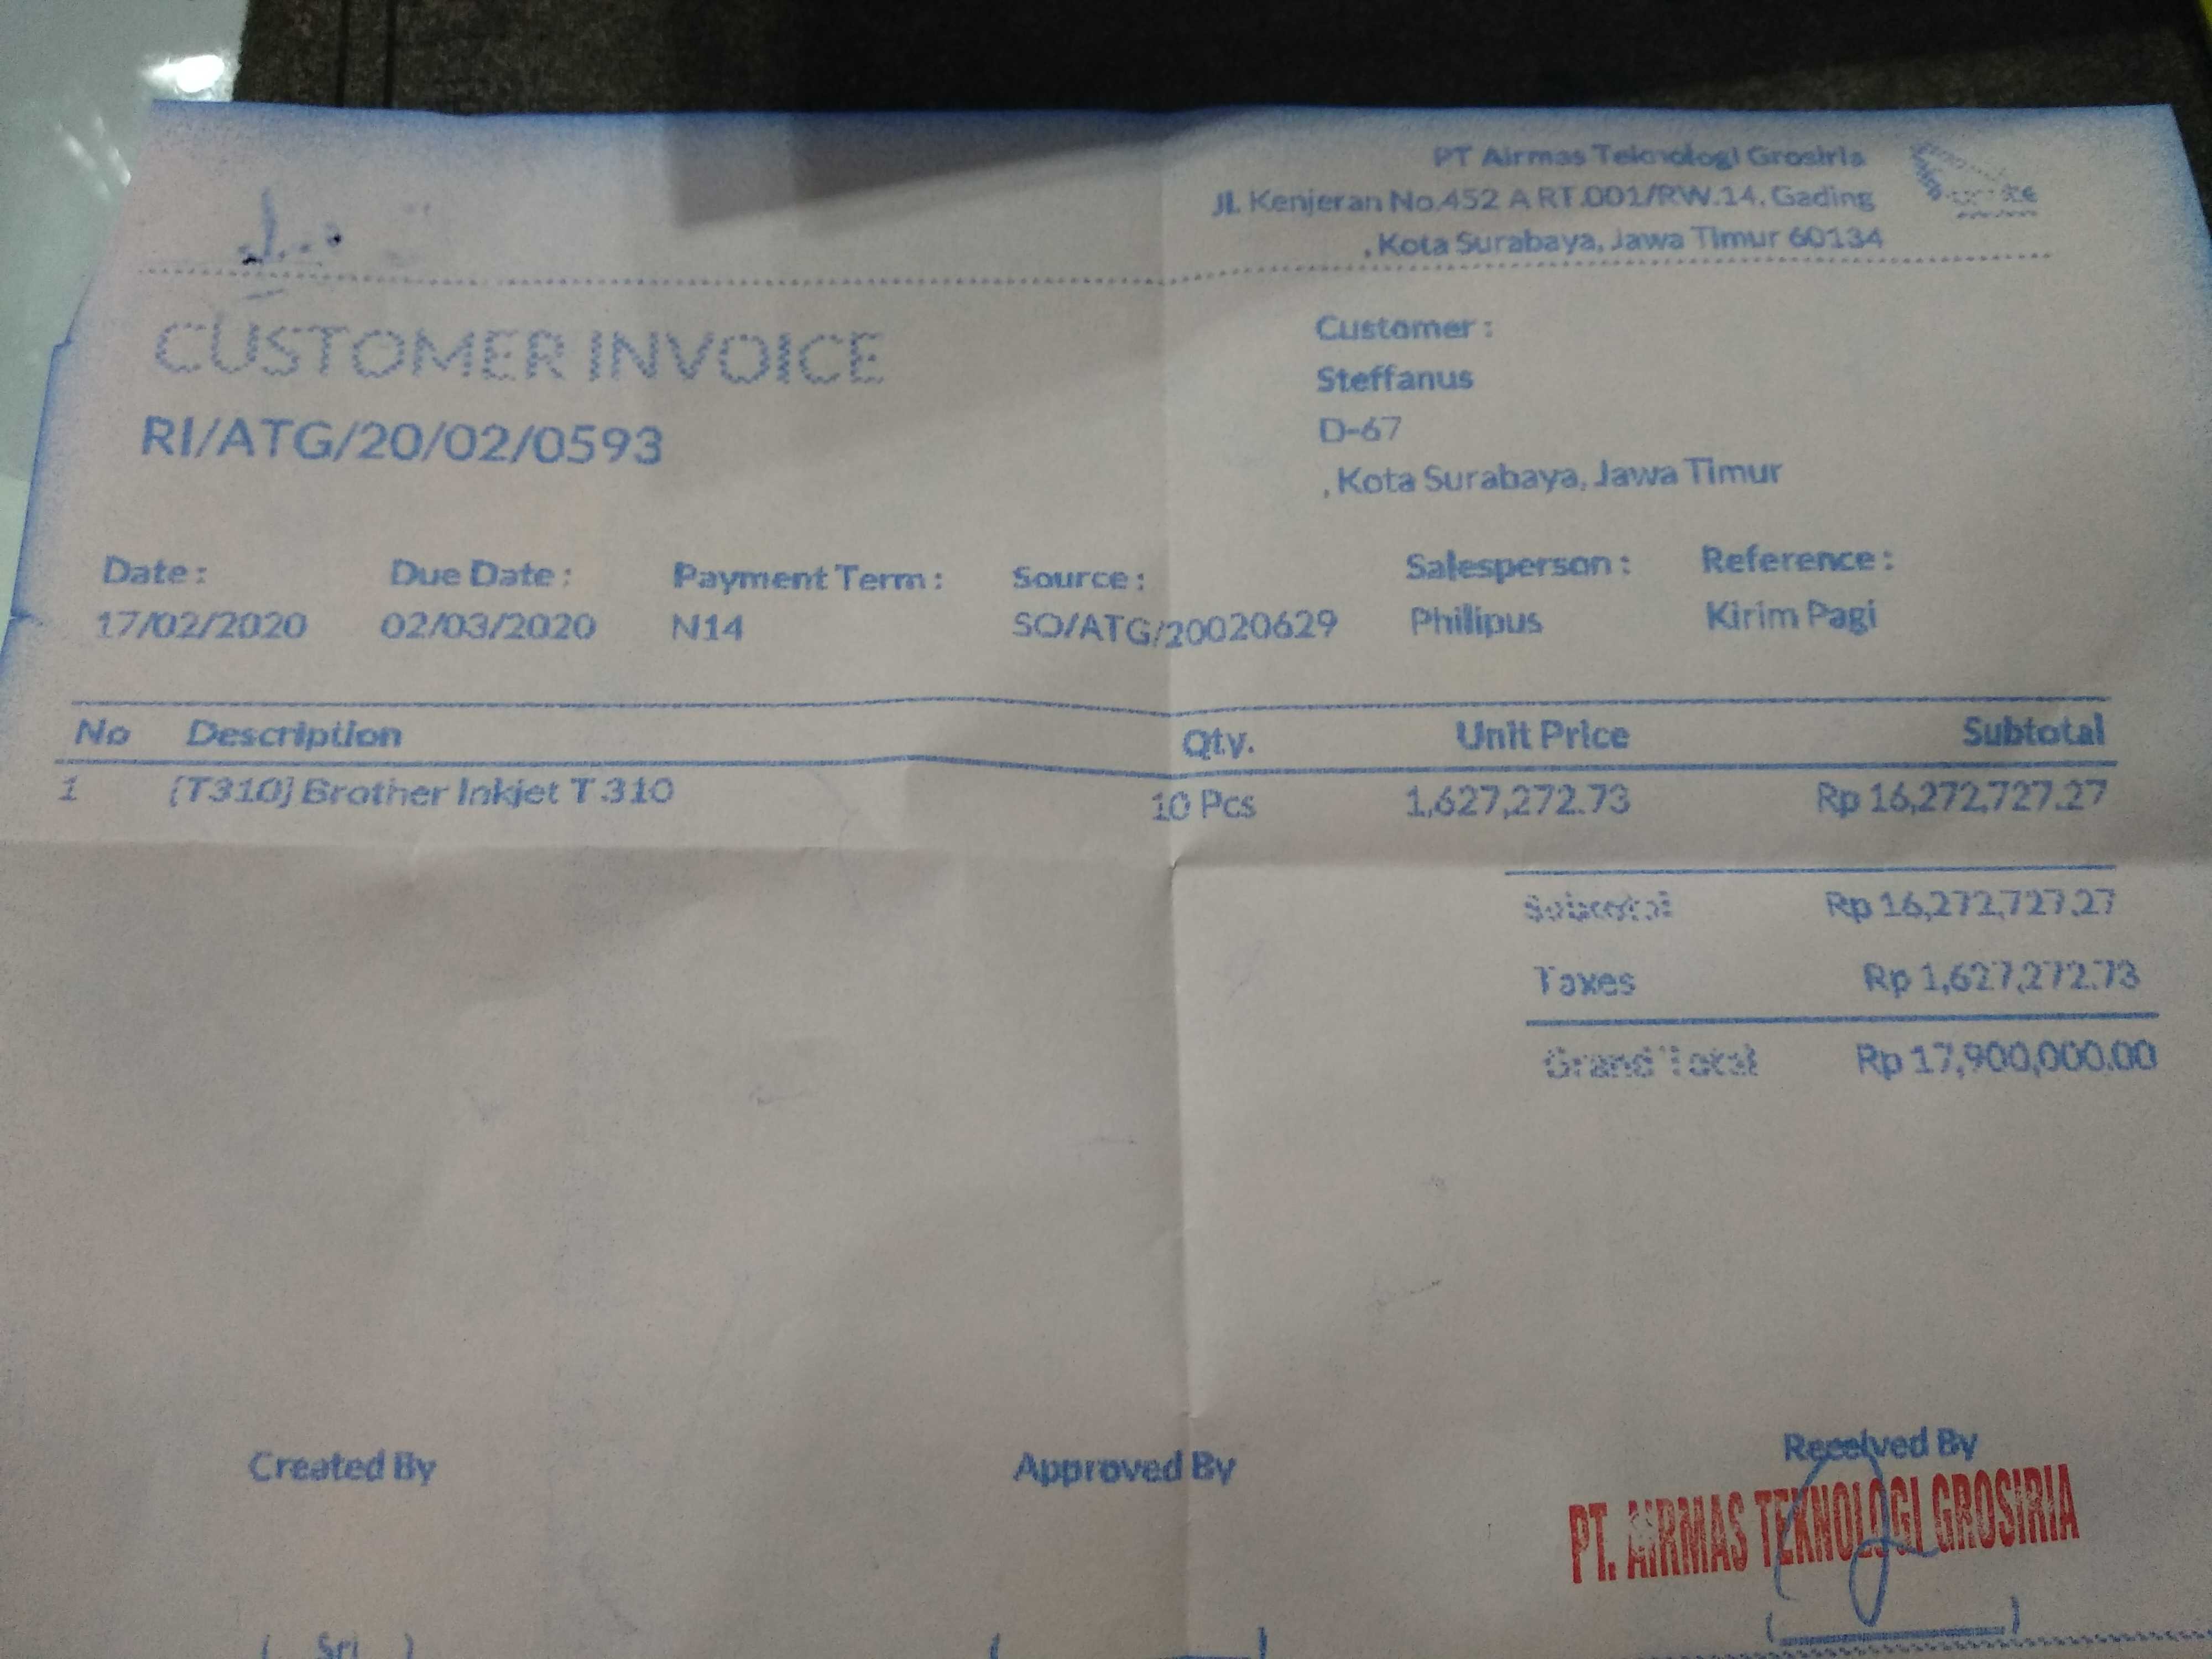 PT Airmas Teknologi Grosiria
Jl. Kenjeran No.452 A RT.001/RW.14. Gading
, Kota Surabaya, Jawa Timur 60134
CUSTOMER INVOICE
RI/ATG/20/02/0593
Customer :
Steffanus
D-67
, Kota Surabaya, Jawa Timur
Date : Due Date : Payment Term : Source : Salesperson : Reference :
17/02/2020 02/03/2020 N14 SO/ATG/20020629 Philipus Kirim Pagi
No Description Qty. Unit Price Subtotal
1 [T310] Brother Inkjet T 310 10 Pcs 1,627,272.73 Rp 16,272,727.27
Subtotal Rp 16,272,727.27
Taxes Rp 1,627,272.73
Grand Total Rp 17,900,000.00
Created By Approved By Received By
PT. AIRMAS TEKNOLOGI GROSIRIA
( Sri )